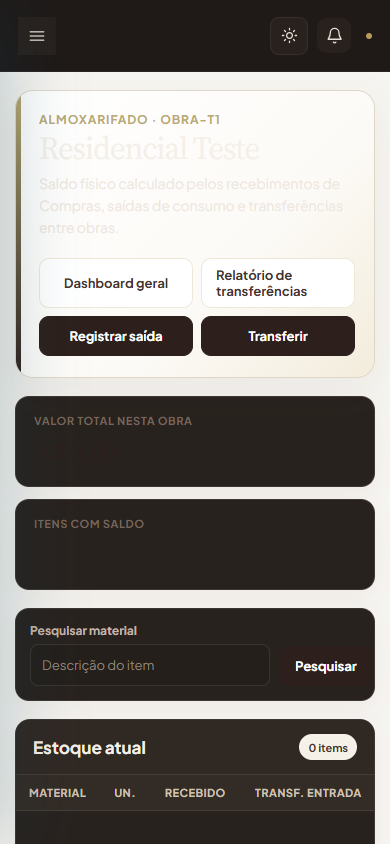 ALMOXARIFADO · OBRA-T1
Residencial Teste
Saldo físico calculado pelos recebimentos de
Compras, saídas de consumo e transferências
entre obras.
Dashboard geral
Relatório de
transferências
Registrar saída
Transferir
VALOR TOTAL NESTA OBRA
ITENS COM SALDO
Pesquisar material
Descrição do item
Pesquisar
Estoque atual
0 items
MATERIAL UN. RECEBIDO TRANSF. ENTRADA